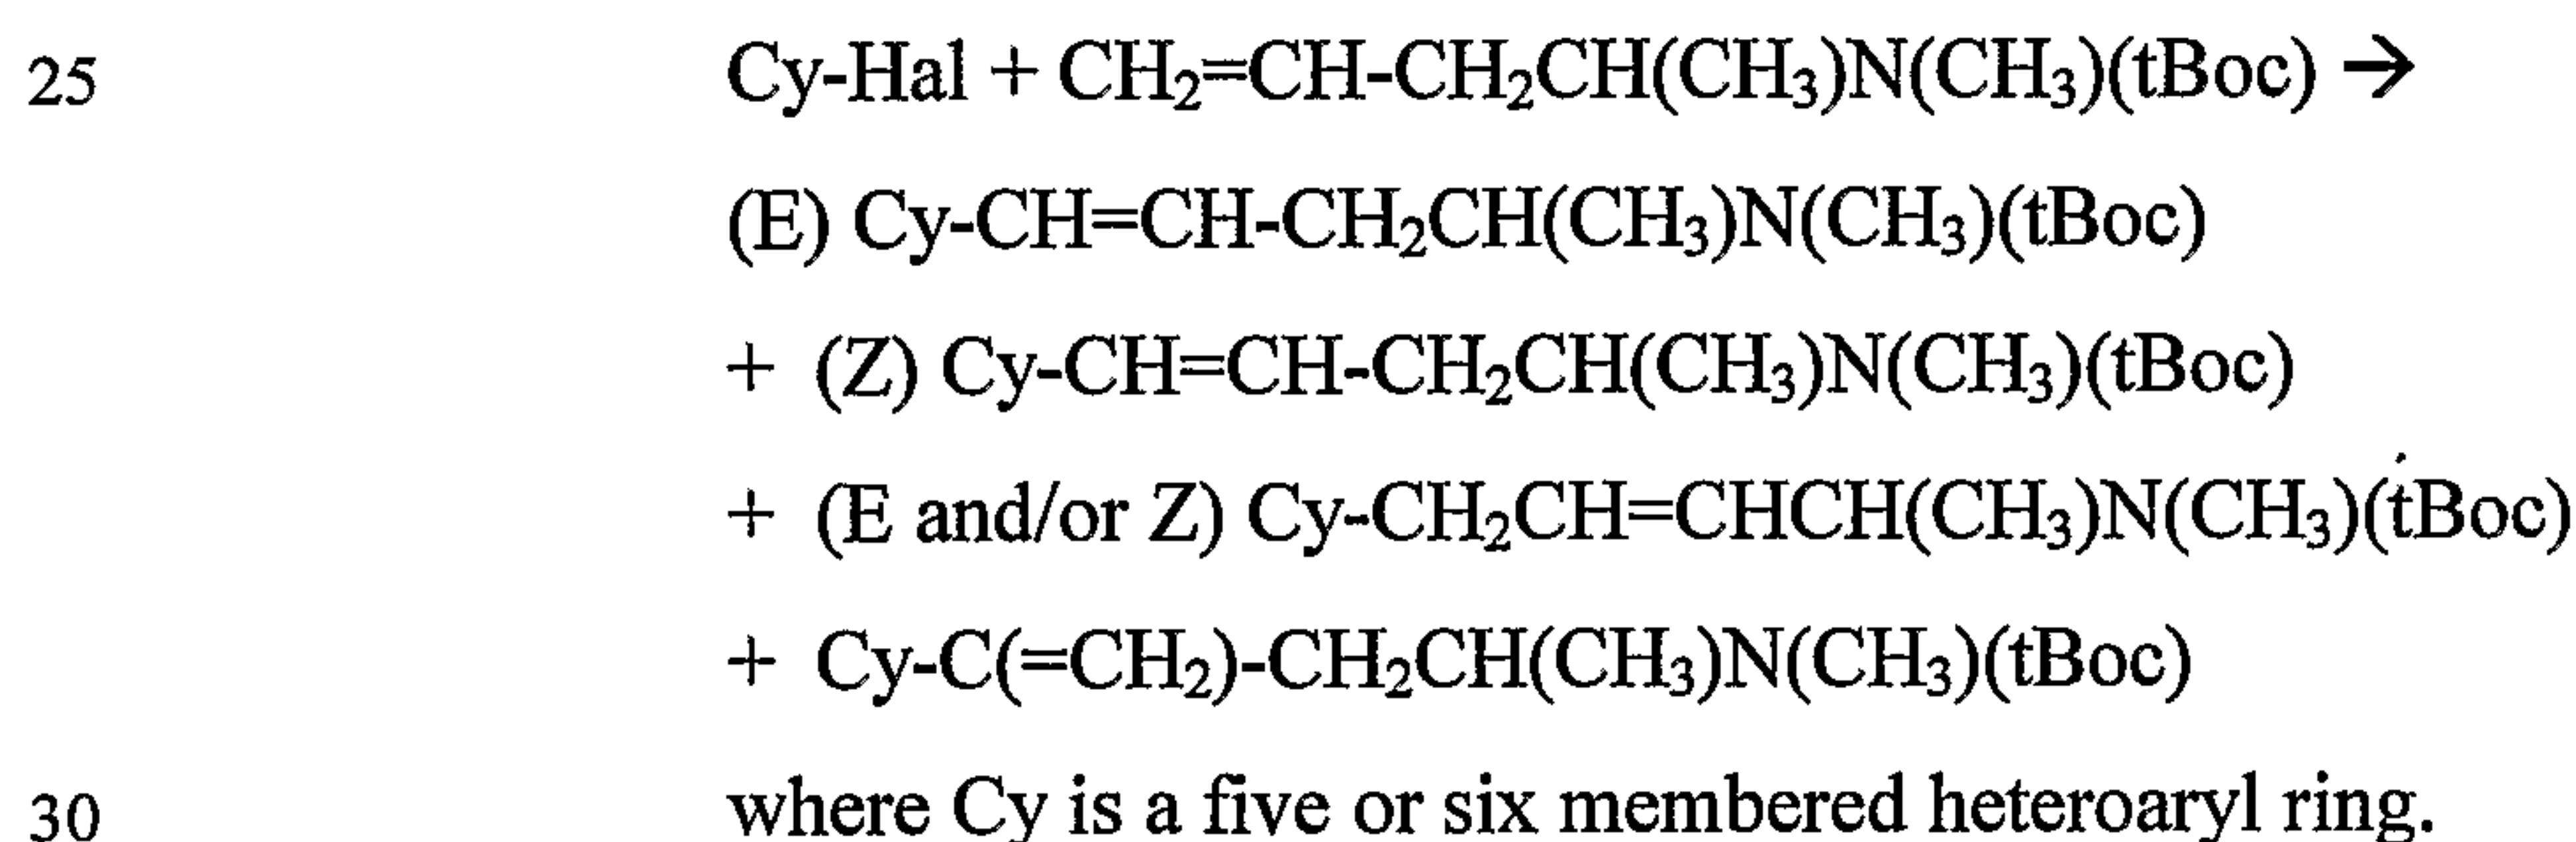 25 Cy-Hal + CH₂=CH-CH₂CH(CH₃)N(CH₃)(tBoc) →
(E) Cy-CH=CH-CH₂CH(CH₃)N(CH₃)(tBoc)
+ (Z) Cy-CH=CH-CH₂CH(CH₃)N(CH₃)(tBoc)
+ (E and/or Z) Cy-CH₂CH=CHCH(CH₃)N(CH₃)(tBoc)
+ Cy-C(=CH₂)-CH₂CH(CH₃)N(CH₃)(tBoc)
30 where Cy is a five or six membered heteroaryl ring.